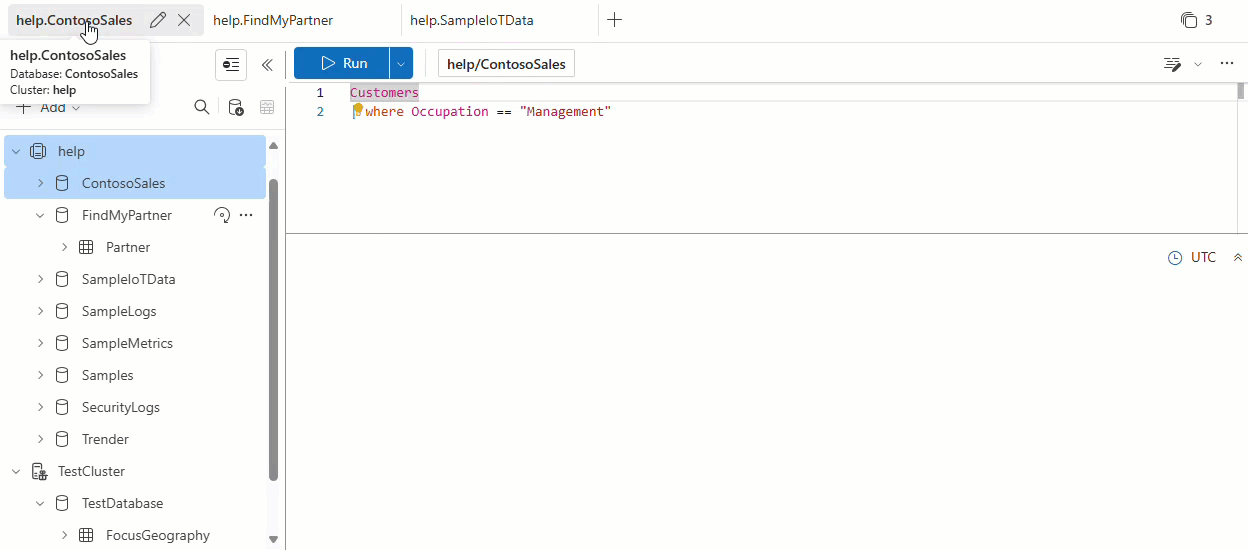 help.ContosoSales help.FindMyPartner help.SampleIoTData 3
help.ContosoSales
Database: ContosoSales
Cluster: help
Run help/ContosoSales
Add
1 Customers
2 | where Occupation == "Management"
help
ContosoSales
FindMyPartner
Partner
SampleIoTData
SampleLogs
SampleMetrics
Samples
SecurityLogs
Trender
TestCluster
TestDatabase
FocusGeography
UTC